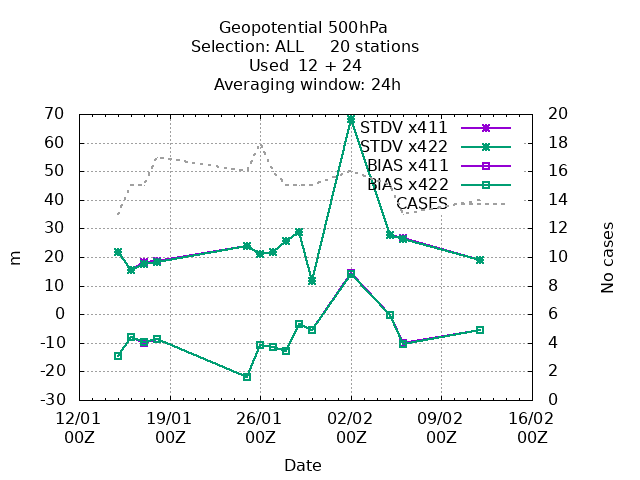 Geopotential 500hPa
Selection: ALL     20 stations
Used  12 + 24
Averaging window: 24h
70
60
50
40
30
20
10
0
-10
-20
-30
m
20
18
16
14
12
10
8
6
4
2
0
No cases
STDV x411
STDV x422
BIAS x411
BIAS x422
CASES
12/01 19/01 26/01 02/02 09/02 16/02
00Z 00Z 00Z 00Z 00Z 00Z
Date